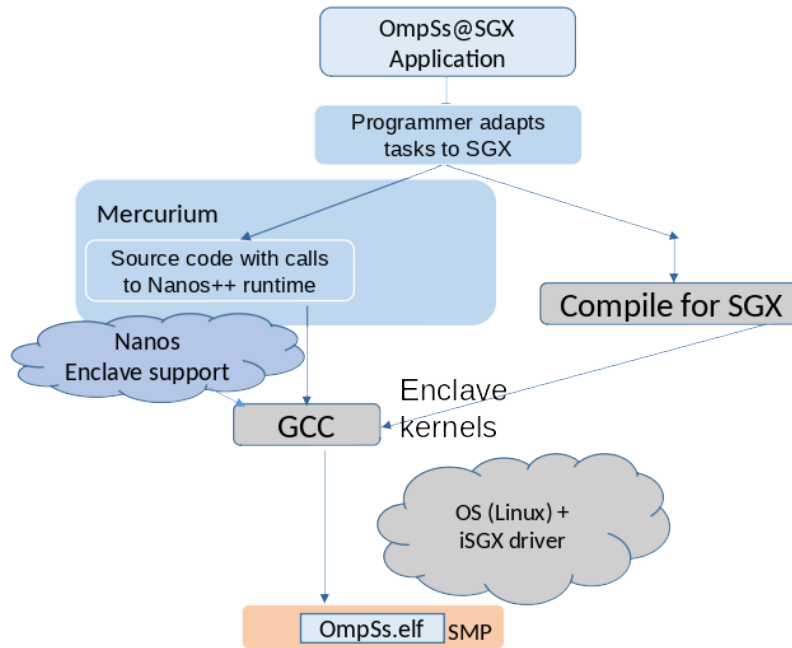 OmpSs@SGX
Application
Programmer adapts
tasks to SGX
Mercurium
Source code with calls
to Nanos++ runtime
Compile for SGX
Nanos
Enclave support
Enclave
kernels
GCC
OS (Linux) +
iSGX driver
OmpSs.elf
SMP